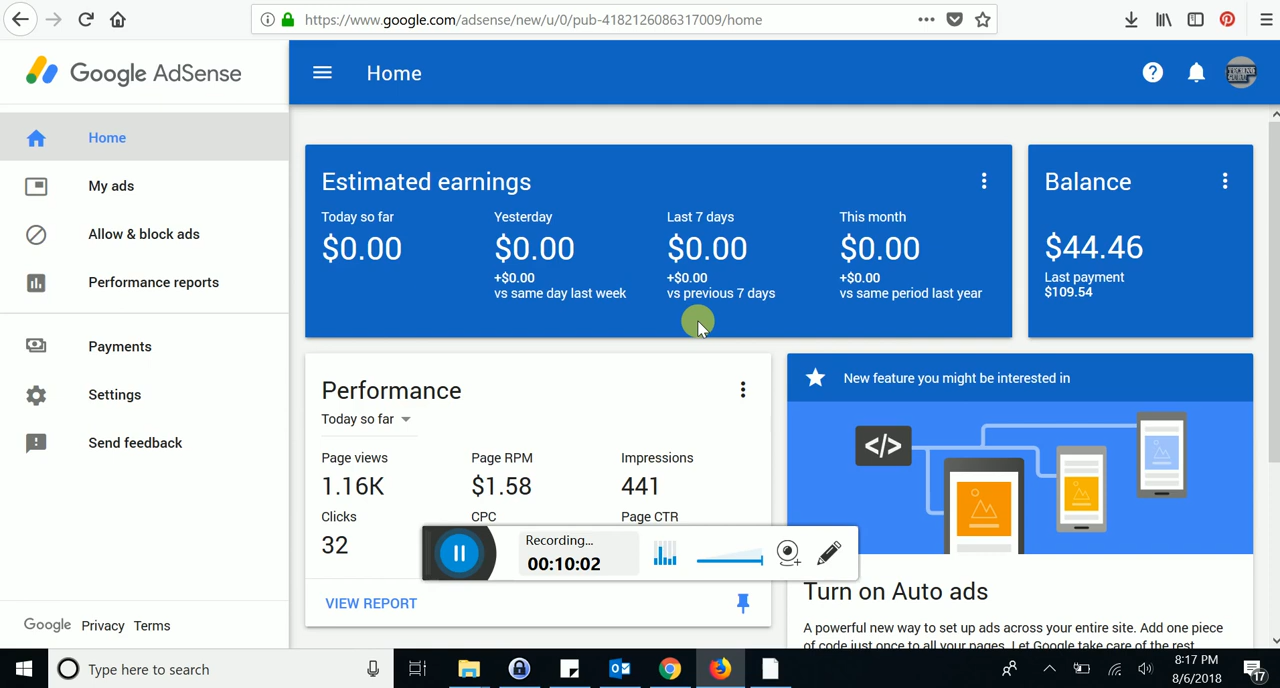 https://www.google.com/adsense/new/u/0/pub-4182126086317009/home
Google AdSense
Home
Home
My ads
Allow & block ads
Performance reports
Payments
Settings
Send feedback
Google Privacy Terms
Estimated earnings
Today so far
$0.00
Yesterday
$0.00
+$0.00
vs same day last week
Last 7 days
$0.00
+$0.00
vs previous 7 days
This month
$0.00
+$0.00
vs same period last year
Balance
$44.46
Last payment
$109.54
Performance
Today so far
Page views
1.16K
Page RPM
$1.58
Impressions
441
Clicks
32
CPC
Page CTR
Recording...
00:10:02
VIEW REPORT
New feature you might be interested in
</>
Turn on Auto ads
A powerful new way to set up ads across your entire site. Add one piece
of code just once to all your pages. Let Google take care of the rest.
Type here to search
8:17 PM
8/6/2018
17